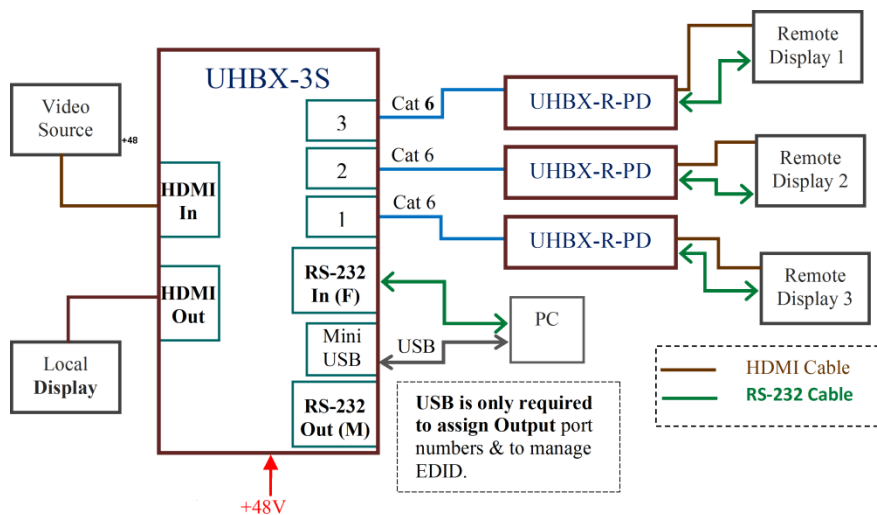 UHBX-3S
Video
Source
+48
HDMI
In
HDMI
Out
Local
Display
3
2
1
RS-232
In (F)
Mini
USB
RS-232
Out (M)
+48V
Cat 6
Cat 6
Cat 6
UHBX-R-PD
UHBX-R-PD
UHBX-R-PD
Remote
Display 1
Remote
Display 2
Remote
Display 3
PC
USB
USB is only required
to assign Output port
numbers & to manage
EDID.
HDMI Cable
RS-232 Cable